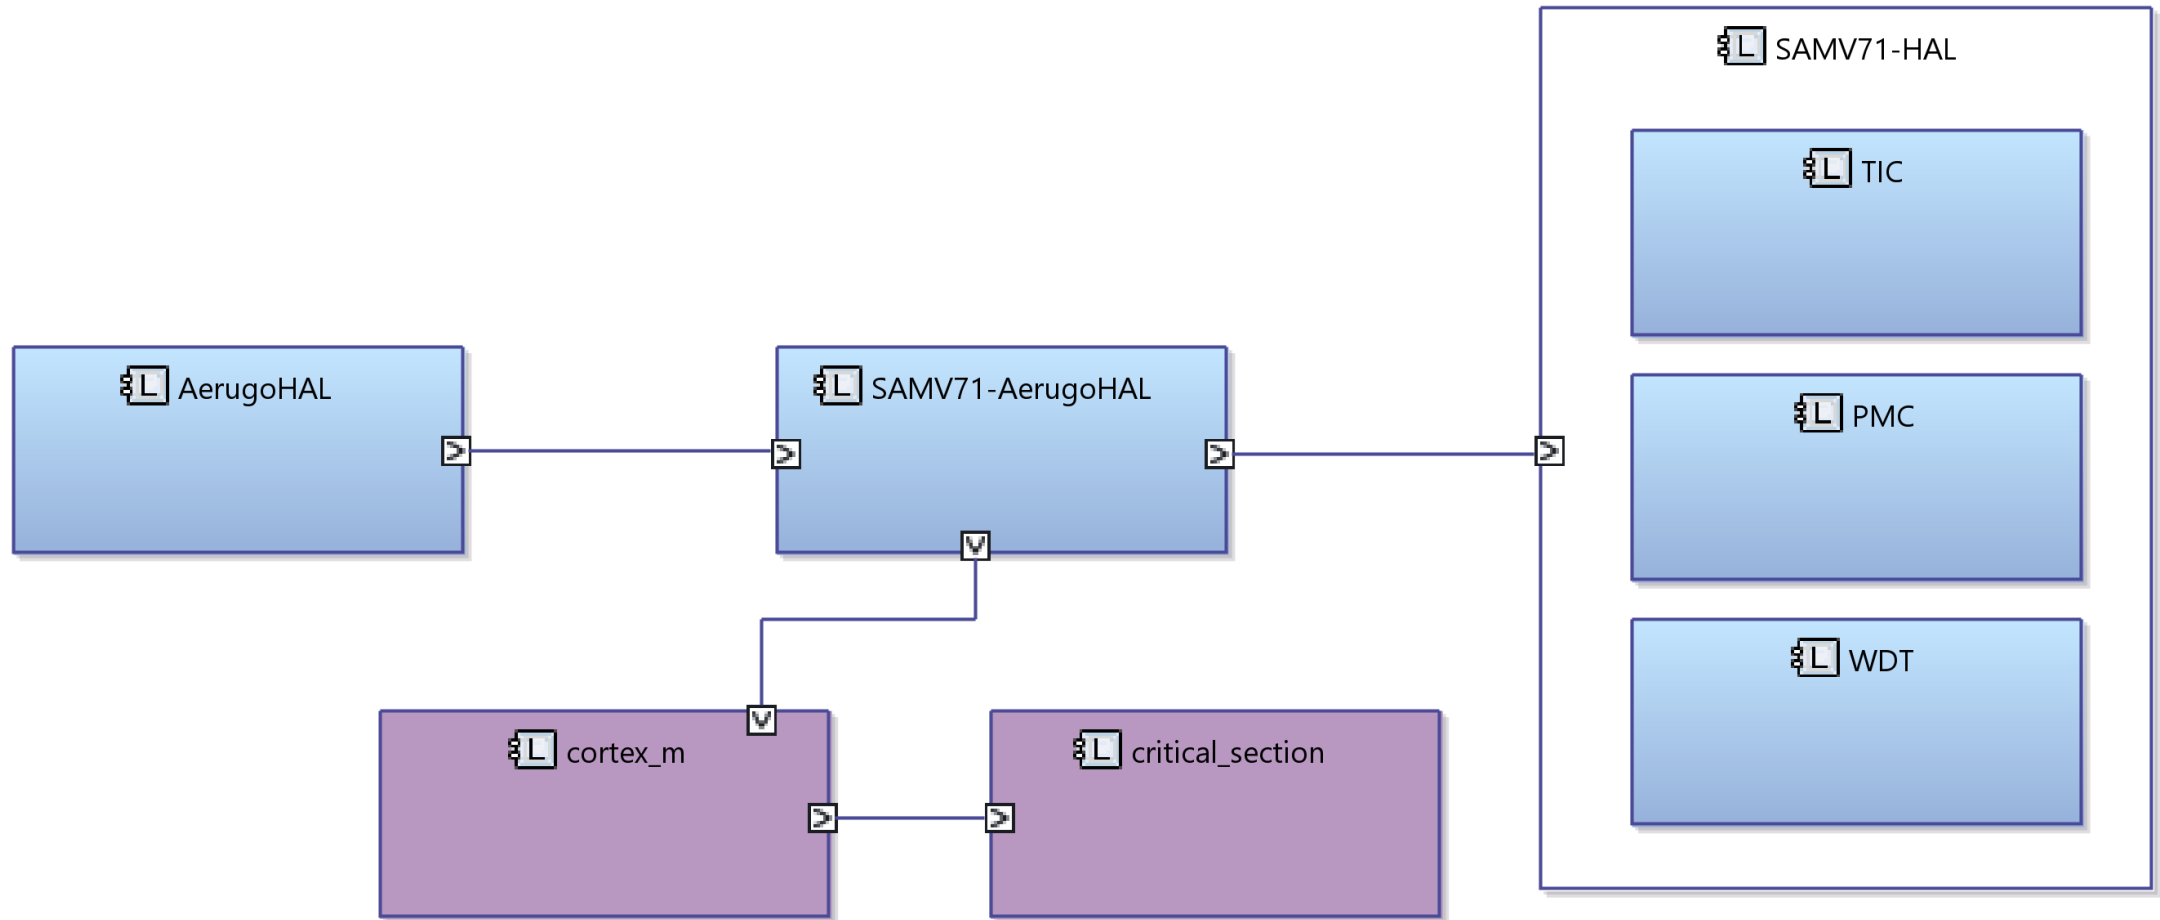 SAMV71-HAL
TIC
AerugoHAL
SAMV71-AerugoHAL
PMC
WDT
cortex_m
critical_section